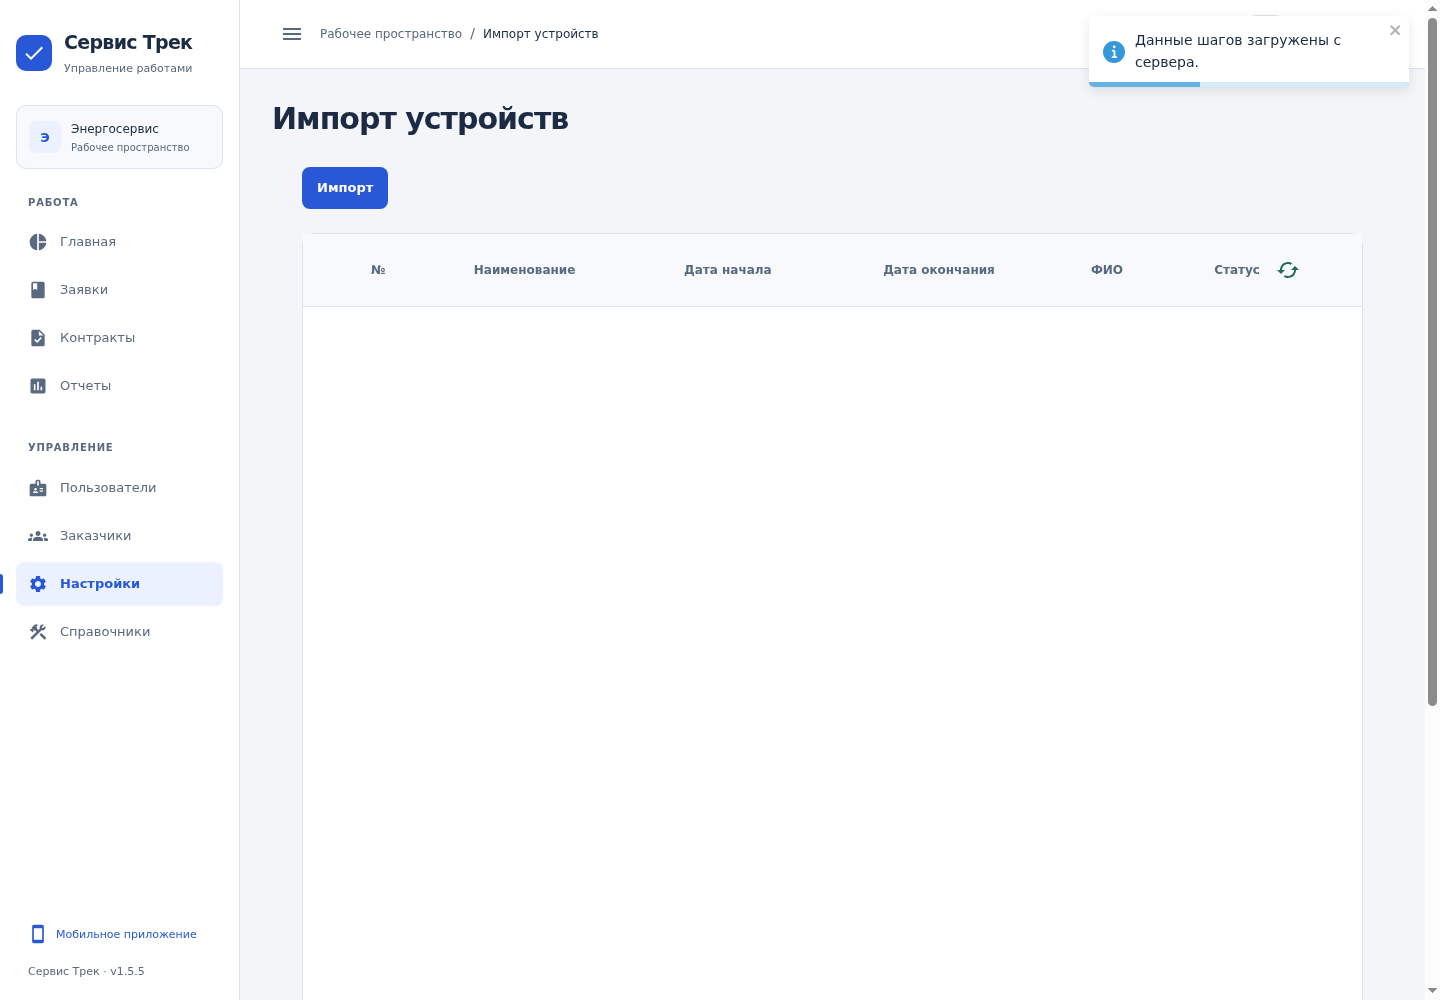 Сервис Трек
Управление работами
Э
Энергосервис
Рабочее пространство
РАБОТА
Главная
Заявки
Контракты
Отчеты
УПРАВЛЕНИЕ
Пользователи
Заказчики
Настройки
Справочники
Мобильное приложение
Сервис Трек · v1.5.5
Рабочее пространство / Импорт устройств
Данные шагов загружены с
сервера.
Импорт устройств
Импорт
№ Наименование Дата начала Дата окончания ФИО Статус